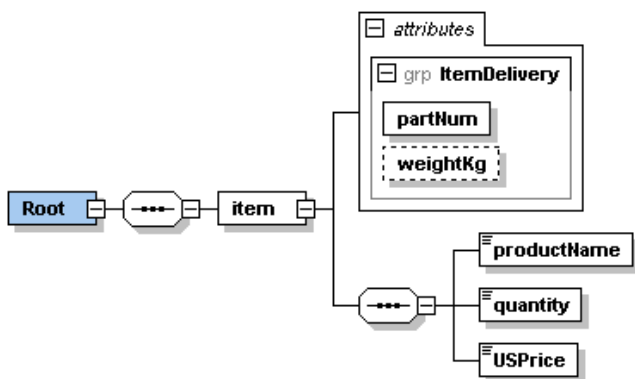 attributes
grp ItemDelivery
partNum
weightKg
Root
item
productName
quantity
USPrice